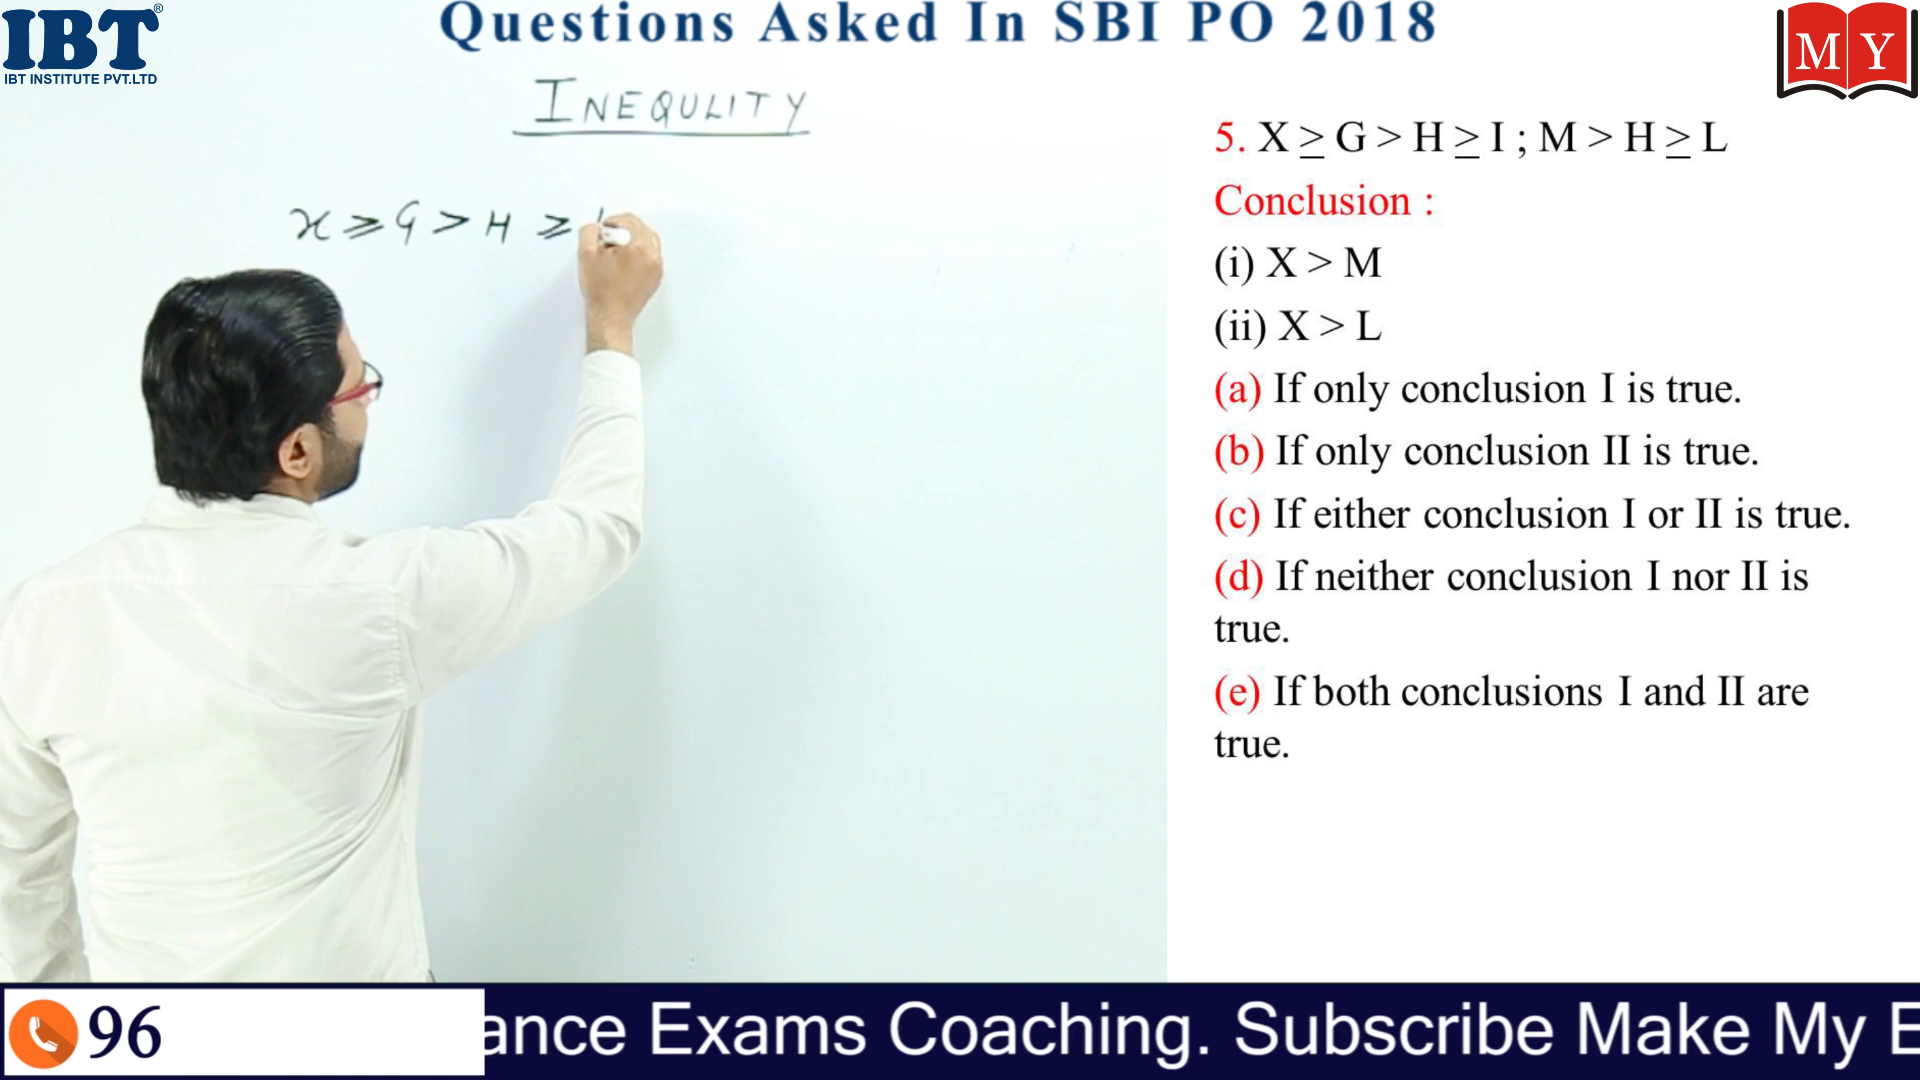 IBT®
IBT INSTITUTE PVT.LTD
Questions Asked In SBI PO 2018
M Y
INEQULITY
x ≥ G > H ≥
5. X ≥ G > H ≥ I ; M > H ≥ L
Conclusion :
(i) X > M
(ii) X > L
(a) If only conclusion I is true.
(b) If only conclusion II is true.
(c) If either conclusion I or II is true.
(d) If neither conclusion I nor II is
true.
(e) If both conclusions I and II are
true.
96
ance Exams Coaching. Subscribe Make My E